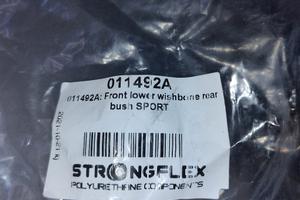 011492A
011492A: Front lower wishbone rear
bush SPORT
STRONGFLEX
POLYURETHANE COMPONENTS